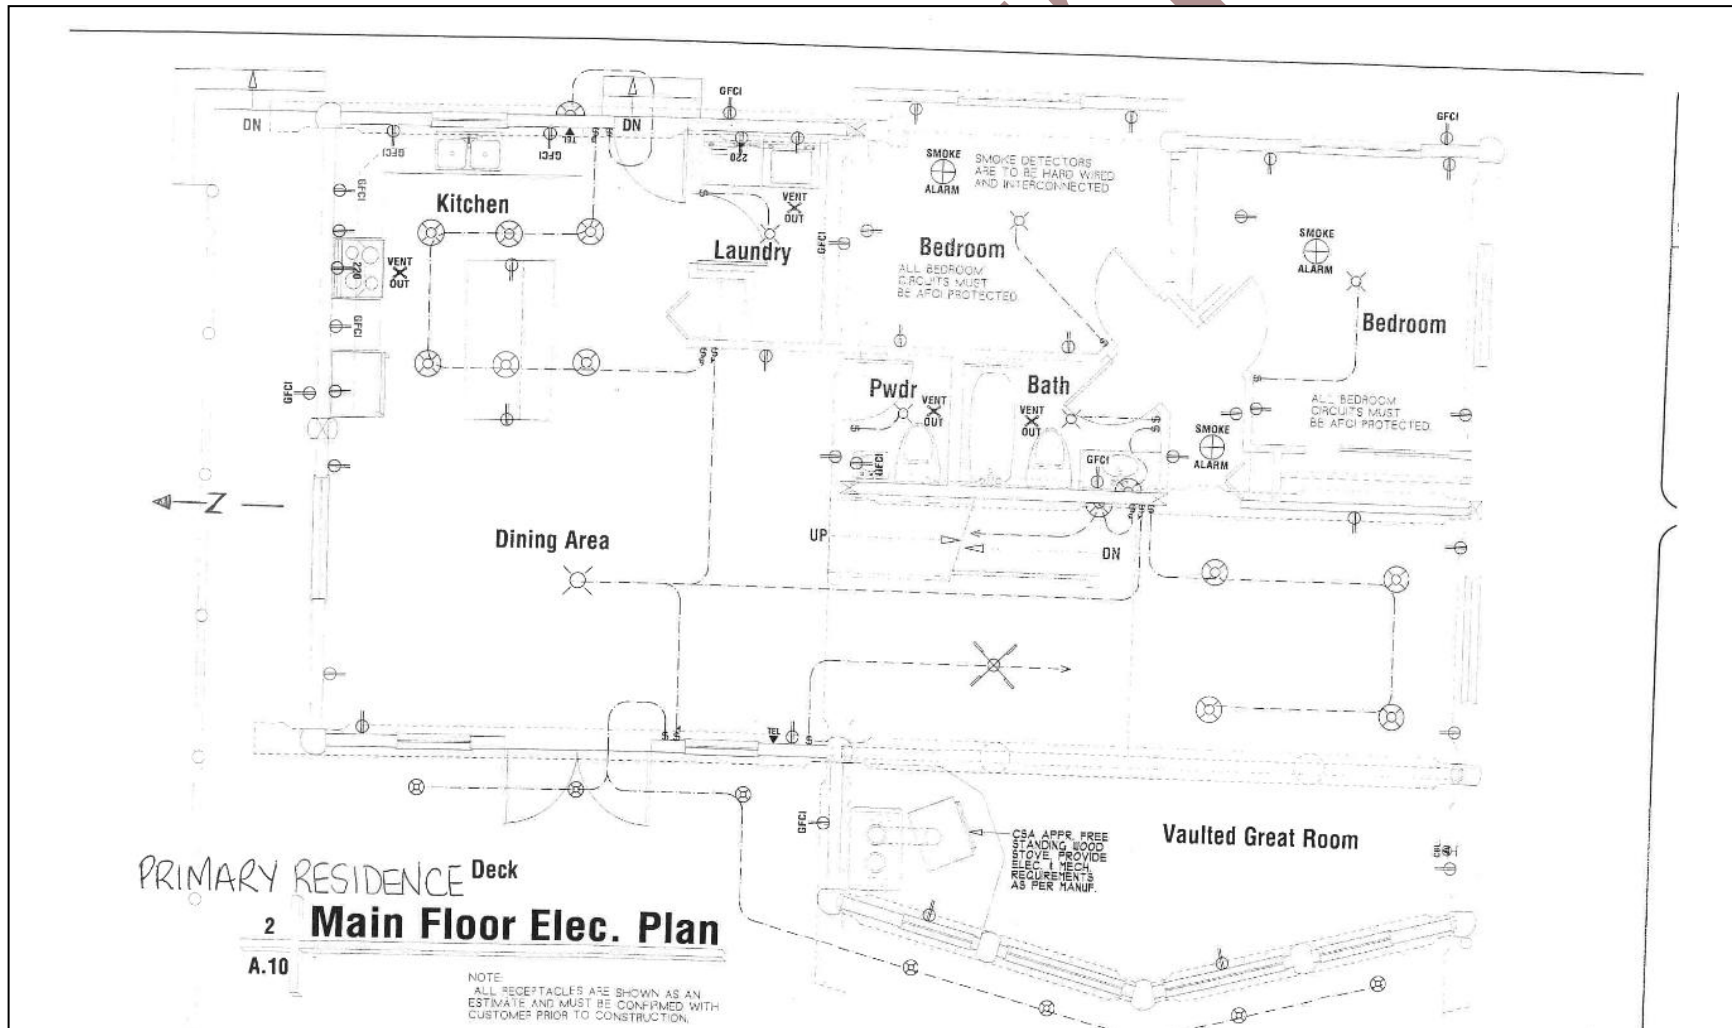 GFCI
DN
TEL
DN
GFCI
GFCI
220
GFCI
SMOKE
ALARM
SMOKE DETECTORS
ARE TO BE HARD WIRED
AND INTERCONNECTED
GFCI
Kitchen
VENT
OUT
Laundry
GFCI
Bedroom
ALL BEDROOM
CIRCUITS MUST
BE AFCI PROTECTED
SMOKE
ALARM
220
VENT
OUT
GFCI
Bedroom
GFCI
Pwdr
VENT
OUT
Bath
VENT
OUT
ALL BEDROOM
CIRCUITS MUST
BE AFCI PROTECTED
SMOKE
ALARM
GFCI
GFCI
Z
Dining Area
UP
DN
TEL
GFCI
CSA APPR. FREE
STANDING WOOD
STOVE, PROVIDE
ELEC. & MECH.
REQUIREMENTS
AS PER MANUF.
Vaulted Great Room
CBL
PRIMARY RESIDENCE
Deck
2
Main Floor Elec. Plan
A.10
NOTE:
ALL RECEPTACLES ARE SHOWN AS AN
ESTIMATE AND MUST BE CONFIRMED WITH
CUSTOMER PRIOR TO CONSTRUCTION.